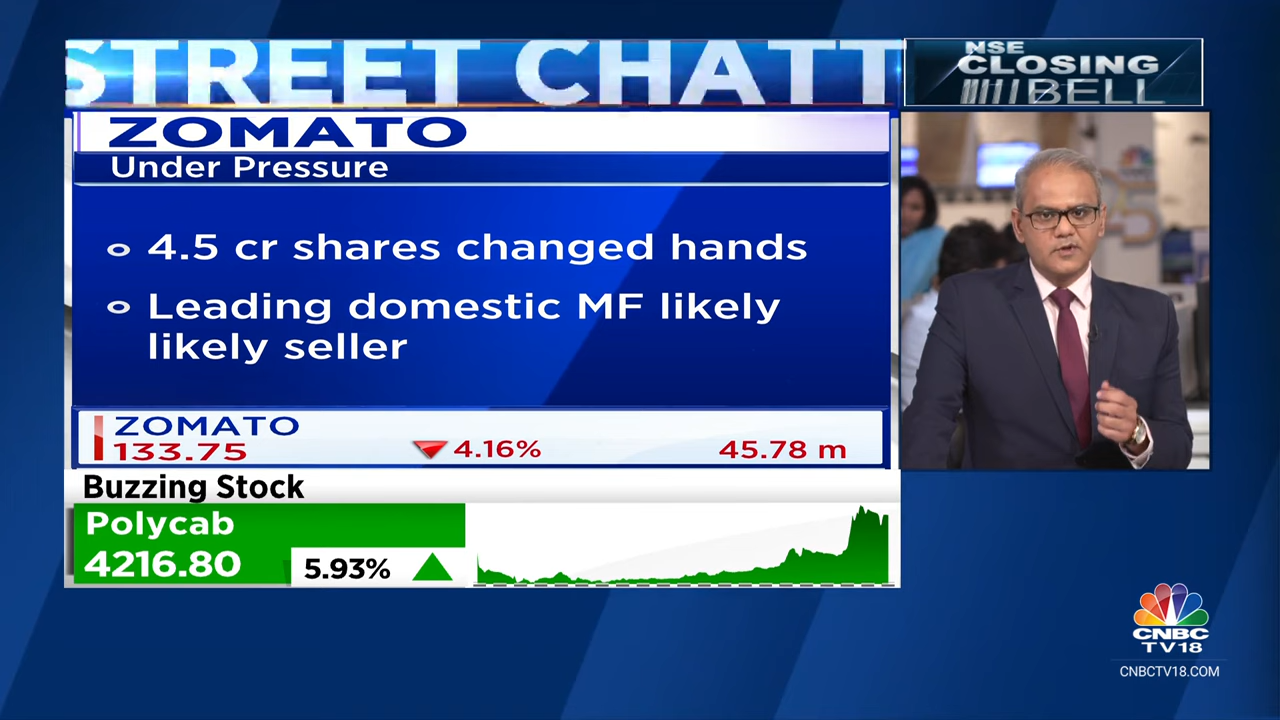 STREET CHATT
NSE
CLOSING
BELL
ZOMATO
Under Pressure
4.5 cr shares changed hands
Leading domestic MF likely
likely seller
ZOMATO
133.75 4.16% 45.78 m
Buzzing Stock
Polycab
4216.80 5.93%
CNBC
TV18
CNBCTV18.COM